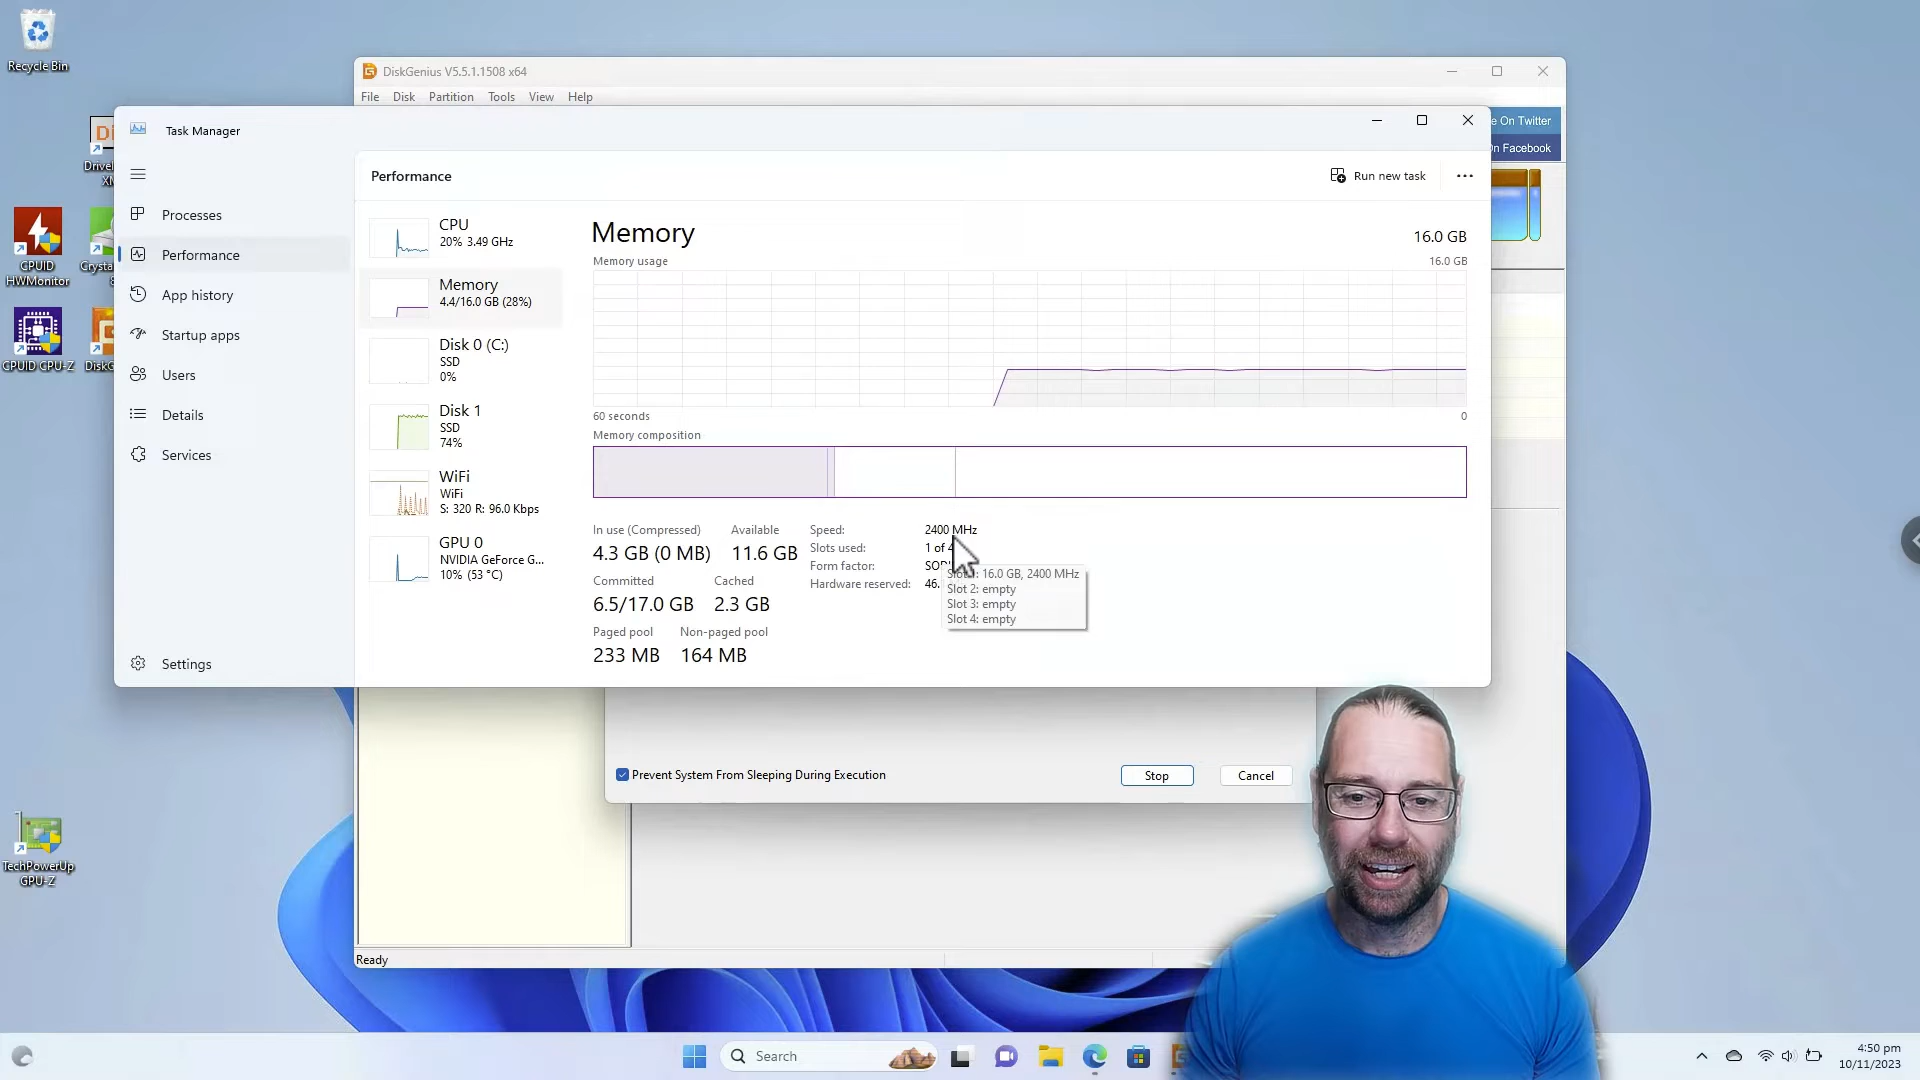 Recycle Bin
DiskGenius V5.5.1.1508 x64
File Disk Partition Tools View Help
e On Twitter
n Facebook
Task Manager
Performance
Run new task
Processes
Performance
App history
Startup apps
Users
Details
Services
Settings
CPU
20% 3.49 GHz
Memory
4.4/16.0 GB (28%)
Disk 0 (C:)
SSD
0%
Disk 1
SSD
74%
WiFi
WiFi
S: 320 R: 96.0 Kbps
GPU 0
NVIDIA GeForce G...
10% (53 °C)
Memory
16.0 GB
Memory usage
16.0 GB
60 seconds
0
Memory composition
In use (Compressed)
4.3 GB (0 MB)
Available
11.6 GB
Committed
6.5/17.0 GB
Cached
2.3 GB
Paged pool
233 MB
Non-paged pool
164 MB
Speed: 2400 MHz
Slots used: 1 of 4
Form factor:
Hardware reserved: 46.
Slot 1: 16.0 GB, 2400 MHz
Slot 2: empty
Slot 3: empty
Slot 4: empty
CPUID
HWMonitor
CPUID CPU-Z
TechPowerUp
GPU-Z
Prevent System From Sleeping During Execution
Stop
Cancel
Ready
Search
4:50 pm
10/11/2023